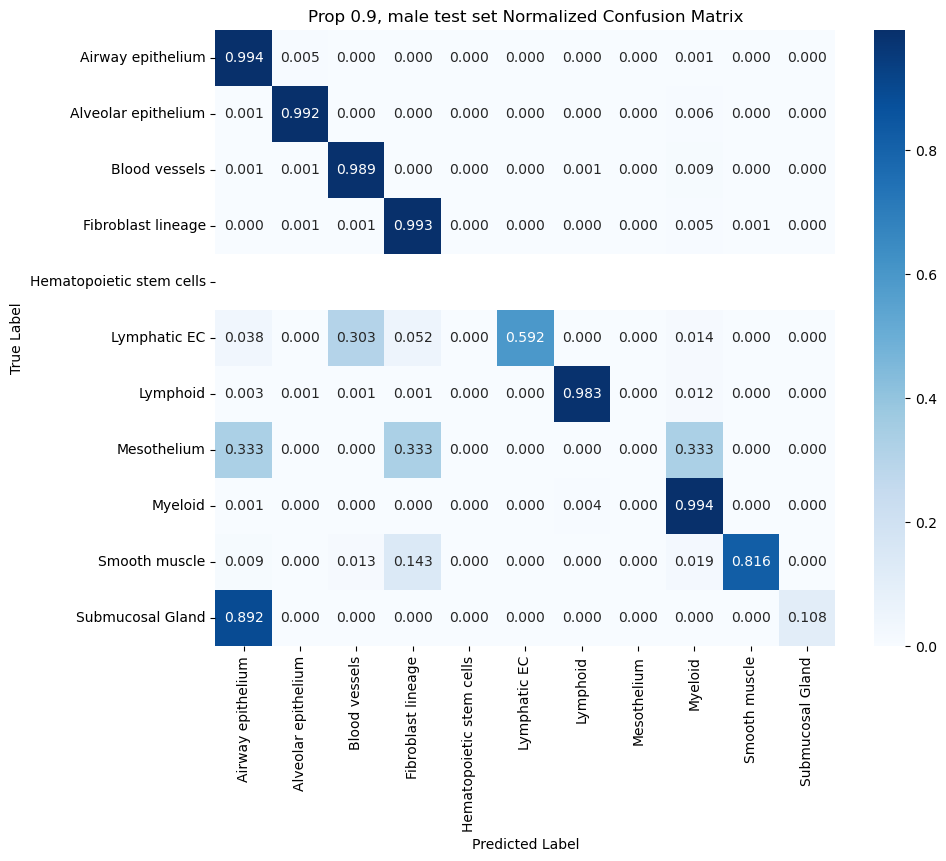 Prop 0.9, male test set Normalized Confusion Matrix
Airway epithelium 0.994 0.005 0.000 0.000 0.000 0.000 0.000 0.000 0.001 0.000 0.000
Alveolar epithelium 0.001 0.992 0.000 0.000 0.000 0.000 0.000 0.000 0.006 0.000 0.000
Blood vessels 0.001 0.001 0.989 0.000 0.000 0.000 0.001 0.000 0.009 0.000 0.000
Fibroblast lineage 0.000 0.001 0.001 0.993 0.000 0.000 0.000 0.000 0.005 0.001 0.000
Hematopoietic stem cells
Lymphatic EC 0.038 0.000 0.303 0.052 0.000 0.592 0.000 0.000 0.014 0.000 0.000
Lymphoid 0.003 0.001 0.001 0.001 0.000 0.000 0.983 0.000 0.012 0.000 0.000
Mesothelium 0.333 0.000 0.000 0.333 0.000 0.000 0.000 0.000 0.333 0.000 0.000
Myeloid 0.001 0.000 0.000 0.000 0.000 0.000 0.004 0.000 0.994 0.000 0.000
Smooth muscle 0.009 0.000 0.013 0.143 0.000 0.000 0.000 0.000 0.019 0.816 0.000
Submucosal Gland 0.892 0.000 0.000 0.000 0.000 0.000 0.000 0.000 0.000 0.000 0.108
True Label
Airway epithelium
Alveolar epithelium
Blood vessels
Fibroblast lineage
Hematopoietic stem cells
Lymphatic EC
Lymphoid
Mesothelium
Myeloid
Smooth muscle
Submucosal Gland
Predicted Label
0.8
0.6
0.4
0.2
0.0